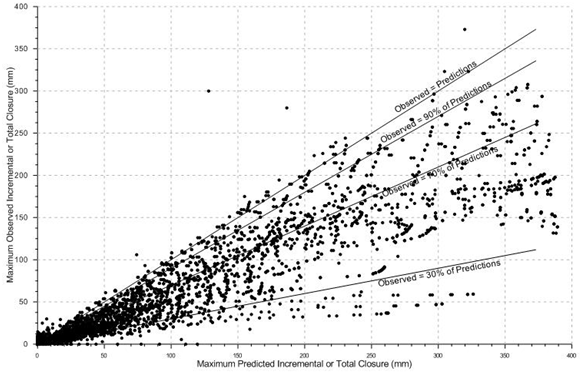 400
350
300
250
200
150
100
50
0
Maximum Observed Incremental or Total Closure (mm)
Observed = Predictions
Observed = 90% of Predictions
Observed = 70% of Predictions
Observed = 30% of Predictions
0 50 100 150 200 250 300 350 400
Maximum Predicted Incremental or Total Closure (mm)